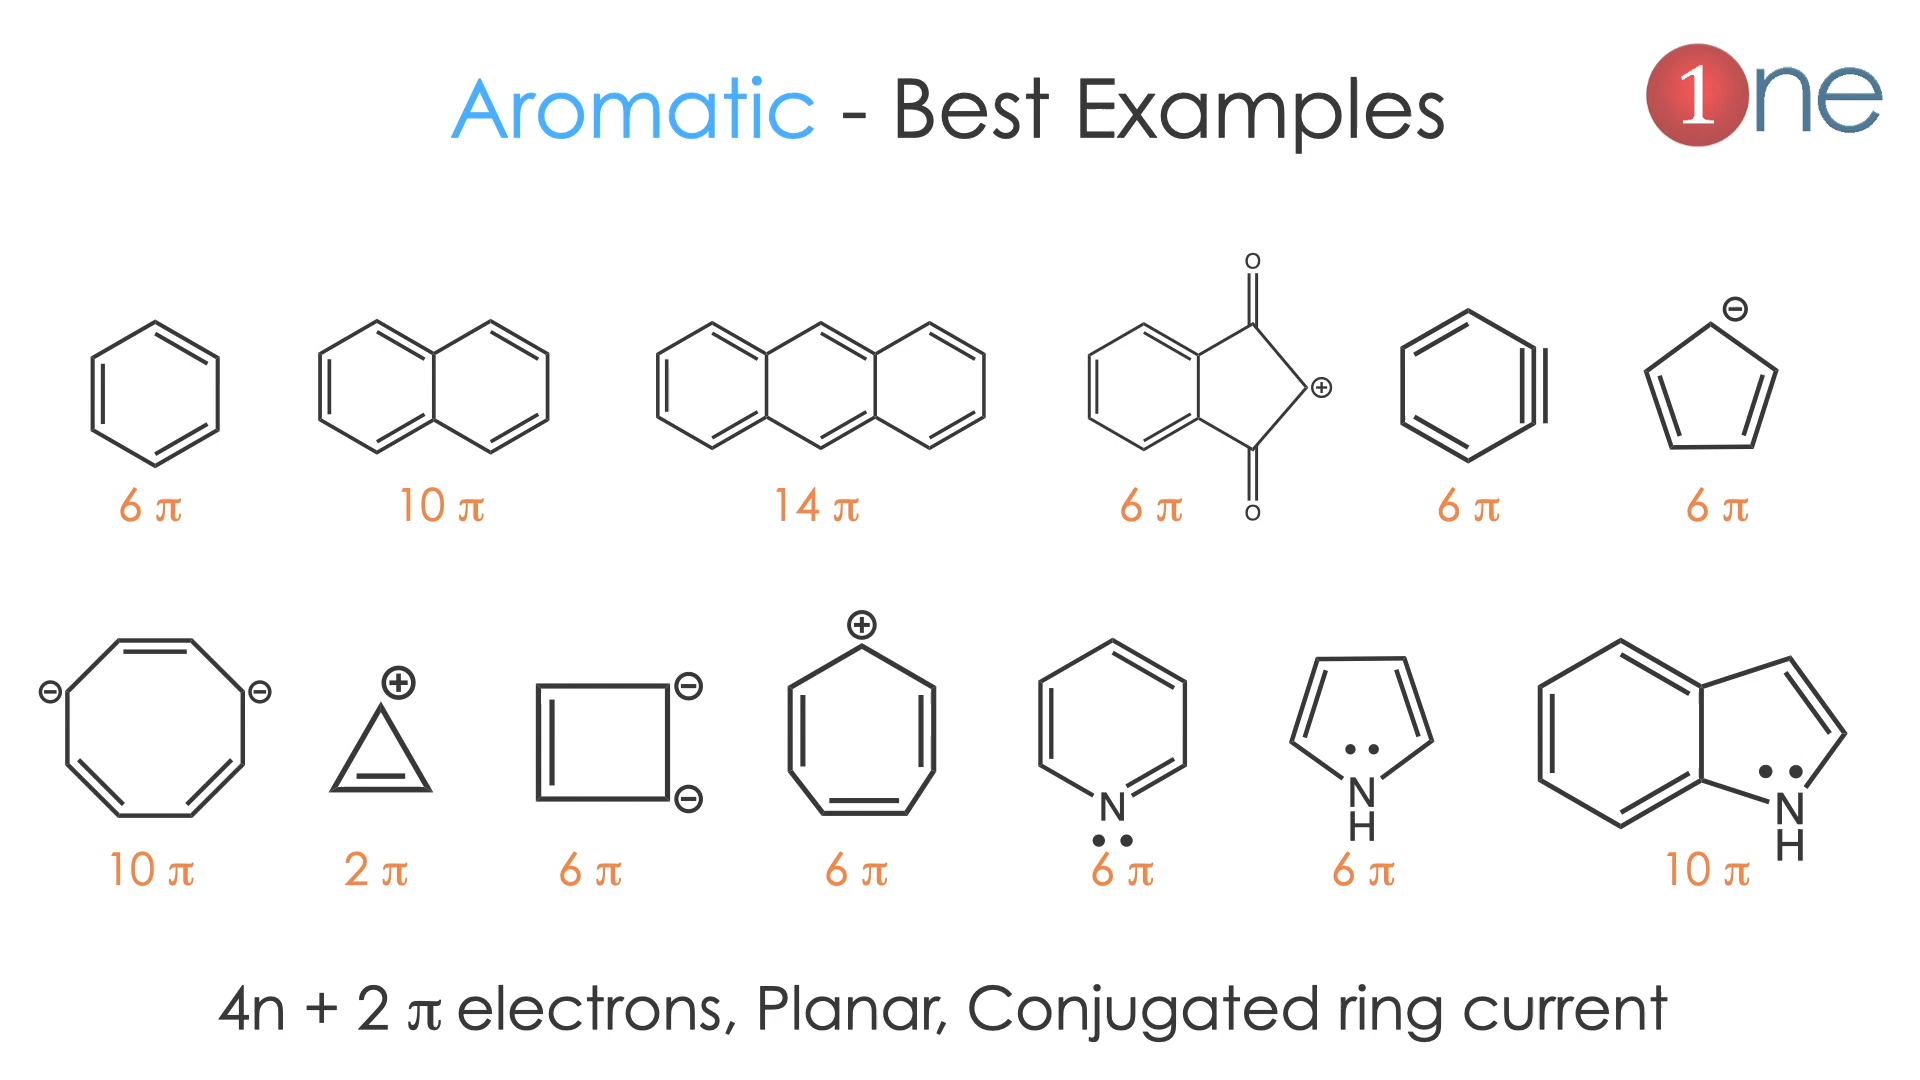 Aromatic - Best Examples
1ne
O
⊕
O
⊖
6 π
10 π
14 π
6 π
6 π
6 π
⊖ ⊖
⊕
⊖
⊖
⊕
N
N
H
N
H
10 π
2 π
6 π
6 π
6 π
6 π
10 π
4n + 2 π electrons, Planar, Conjugated ring current